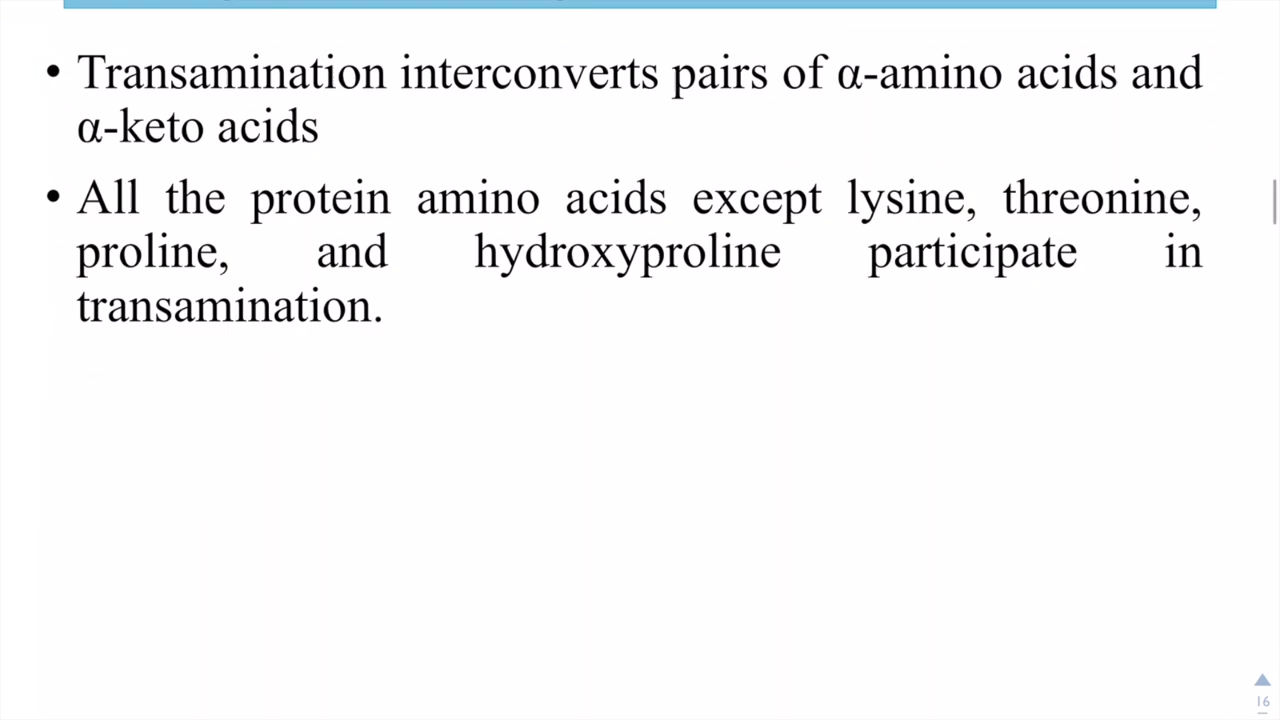 • Transamination interconverts pairs of α-amino acids and
α-keto acids
• All the protein amino acids except lysine, threonine,
proline, and hydroxyproline participate in
transamination.
16